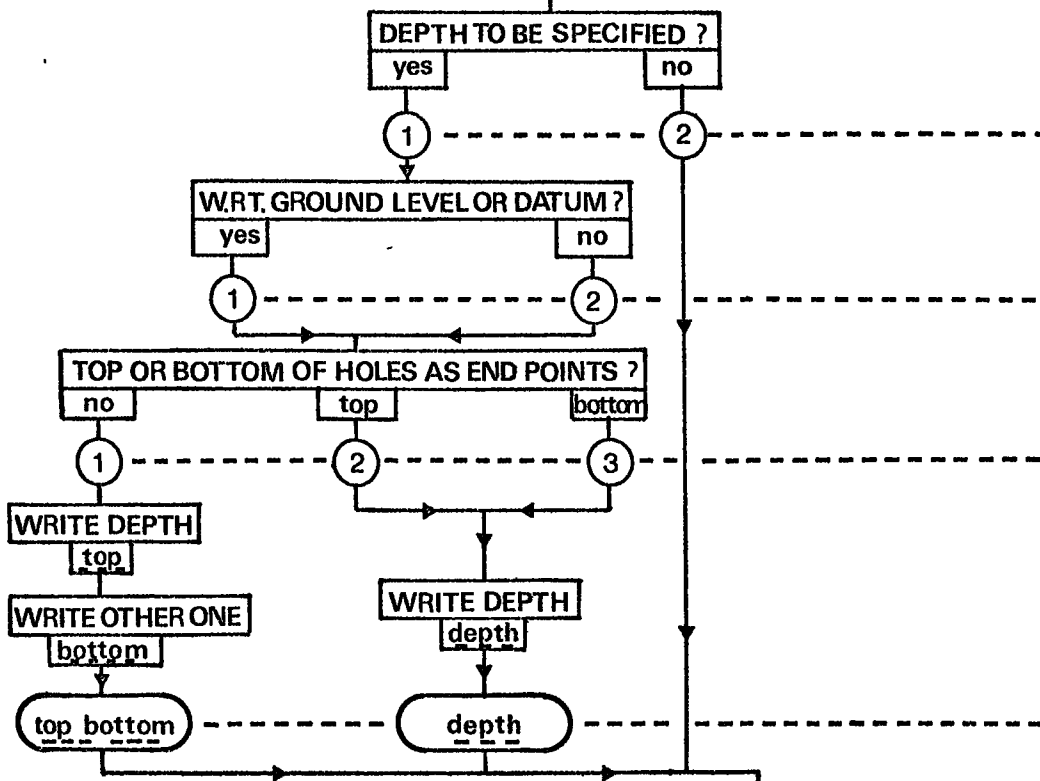 DEPTH TO BE SPECIFIED ?
yes no
1 2
W.R.T. GROUND LEVEL OR DATUM ?
yes no
1 2
TOP OR BOTTOM OF HOLES AS END POINTS ?
no top bottom
1 2 3
WRITE DEPTH
top
WRITE OTHER ONE
bottom
WRITE DEPTH
depth
top bottom
depth